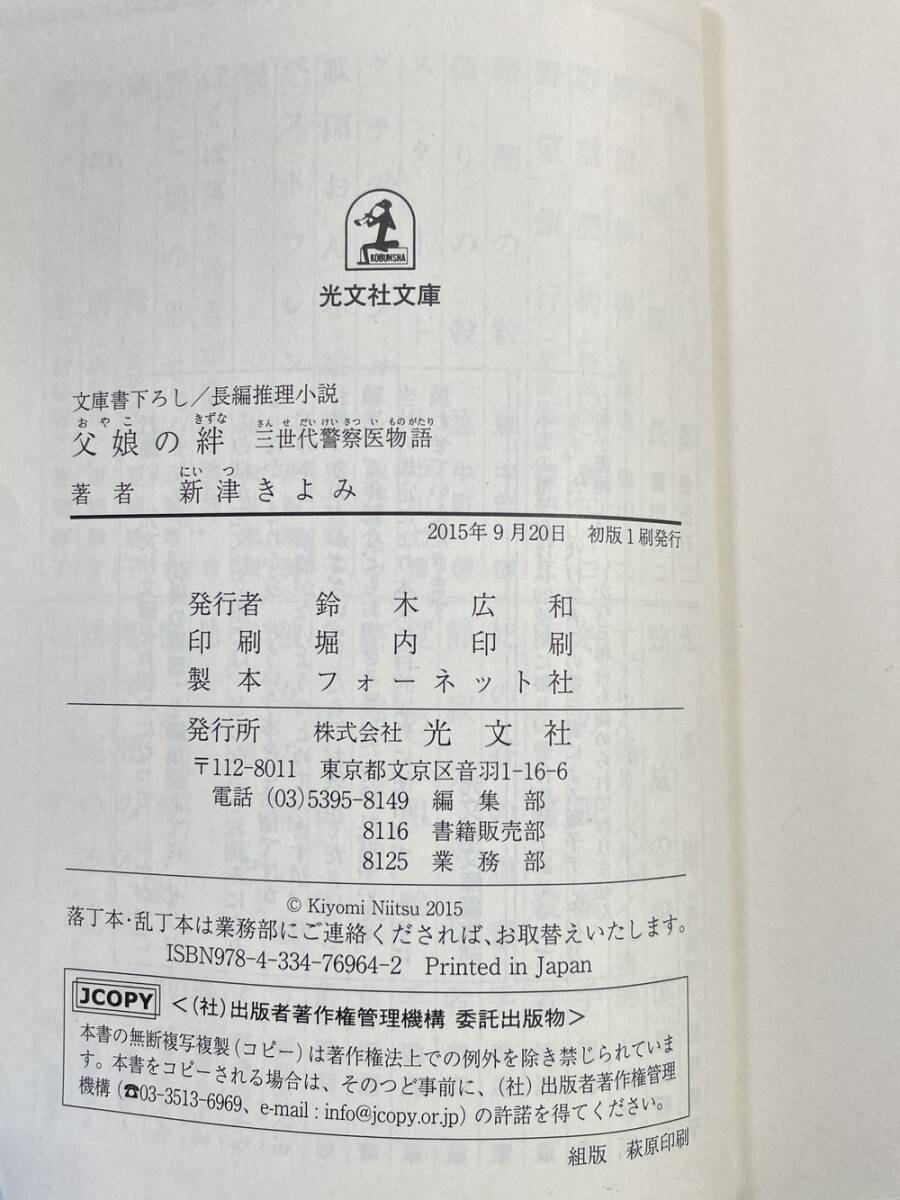 KOBUNSHA
光文社文庫
文庫書下ろし／長編推理小説
おやこ きずな さんせだいけいさついものがたり
父娘の絆 三世代警察医物語
にいつ
著者 新津きよみ
2015年9月20日 初版1刷発行
発行者 鈴木広和
印刷 堀内印刷
製本 フォーネット社
発行所 株式会社 光文社
〒112-8011 東京都文京区音羽1-16-6
電話 (03)5395-8149 編集部
8116 書籍販売部
8125 業務部
© Kiyomi Niitsu 2015
落丁本・乱丁本は業務部にご連絡くだされば、お取替えいたします。
ISBN978-4-334-76964-2 Printed in Japan
JCOPY <(社)出版者著作権管理機構 委託出版物>
本書の無断複写複製(コピー)は著作権法上での例外を除き禁じられていま
す。本書をコピーされる場合は、そのつど事前に、(社)出版者著作権管理
機構(☎03-3513-6969、e-mail : info@jcopy.or.jp)の許諾を得てください。
組版 萩原印刷